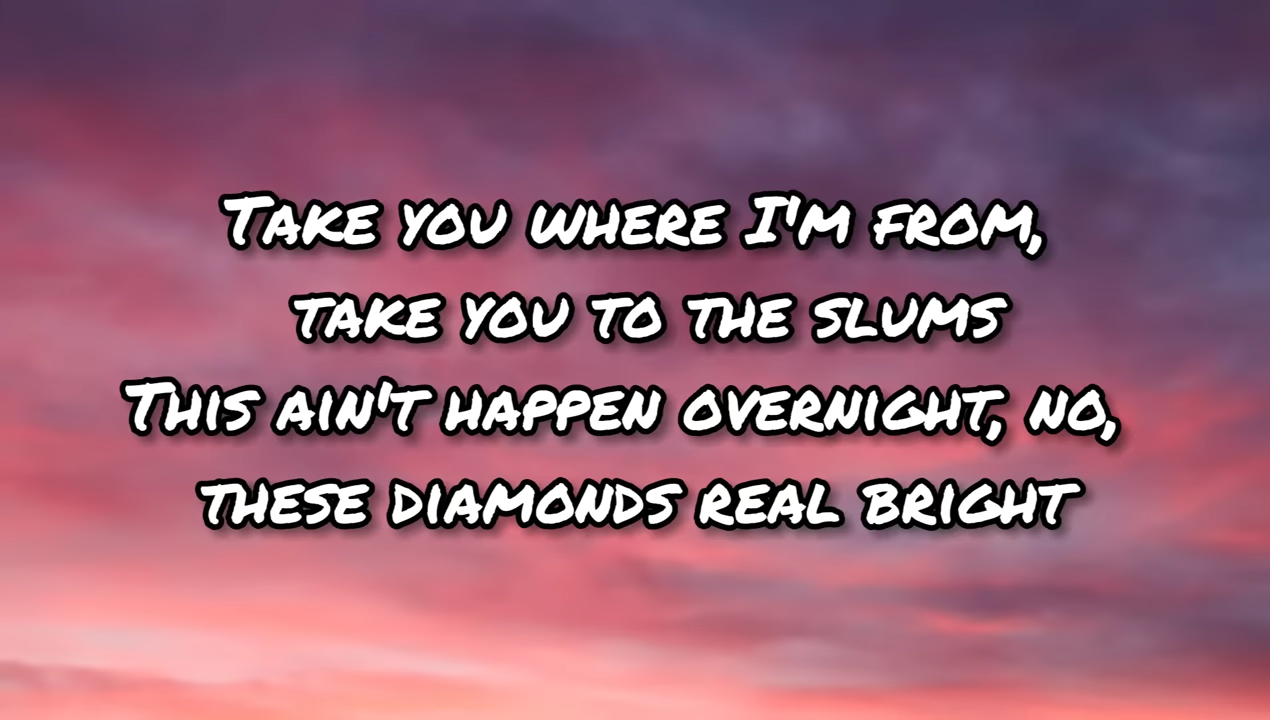 Take you where I'm from,
take you to the slums
This ain't happen overnight, no,
these diamonds real bright